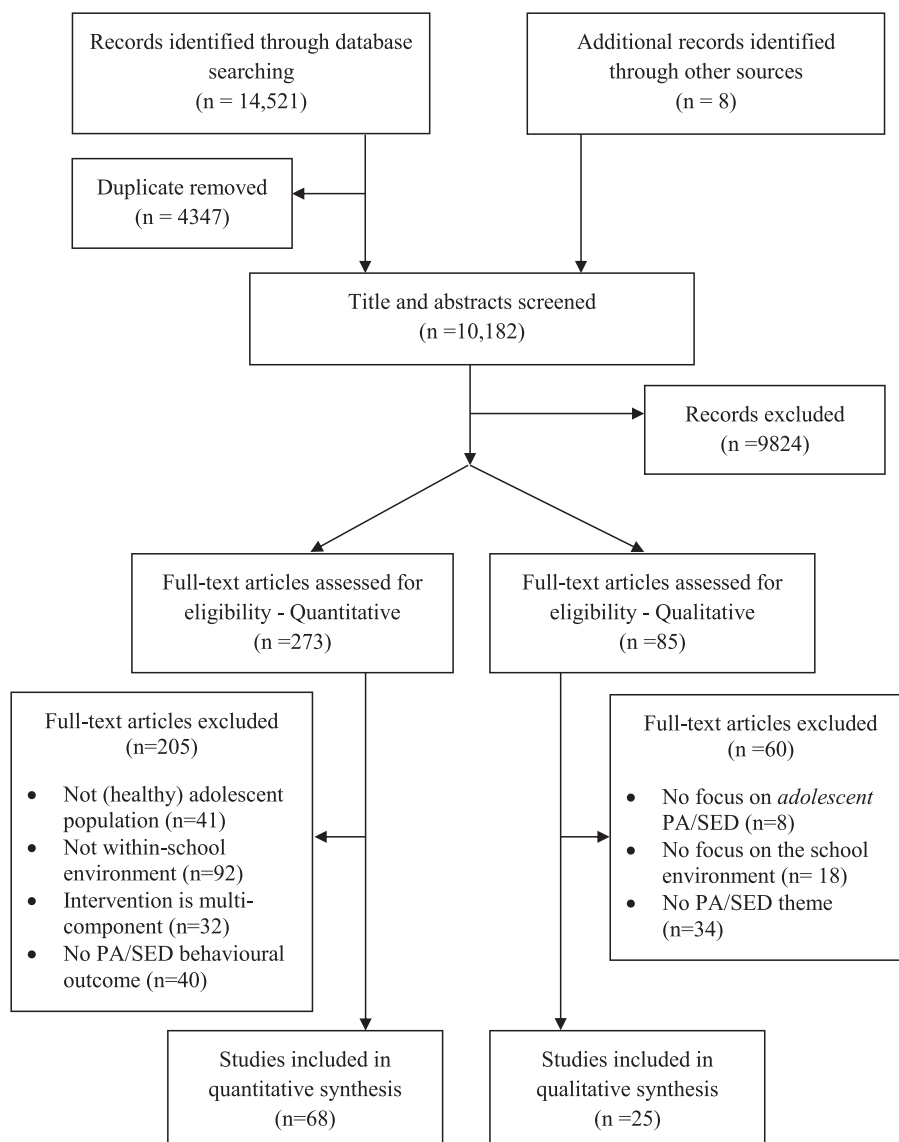 Records identified through database
searching
(n = 14,521)
Additional records identified
through other sources
(n = 8)
Duplicate removed
(n = 4347)
Title and abstracts screened
(n =10,182)
Records excluded
(n =9824)
Full-text articles assessed for
eligibility - Quantitative
(n =273)
Full-text articles assessed for
eligibility - Qualitative
(n =85)
Full-text articles excluded
(n=205)
• Not (healthy) adolescent
population (n=41)
• Not within-school
environment (n=92)
• Intervention is multi-
component (n=32)
• No PA/SED behavioural
outcome (n=40)
Full-text articles excluded
(n =60)
• No focus on adolescent
PA/SED (n=8)
• No focus on the school
environment (n= 18)
• No PA/SED theme
(n=34)
Studies included in
quantitative synthesis
(n=68)
Studies included in
qualitative synthesis
(n =25)